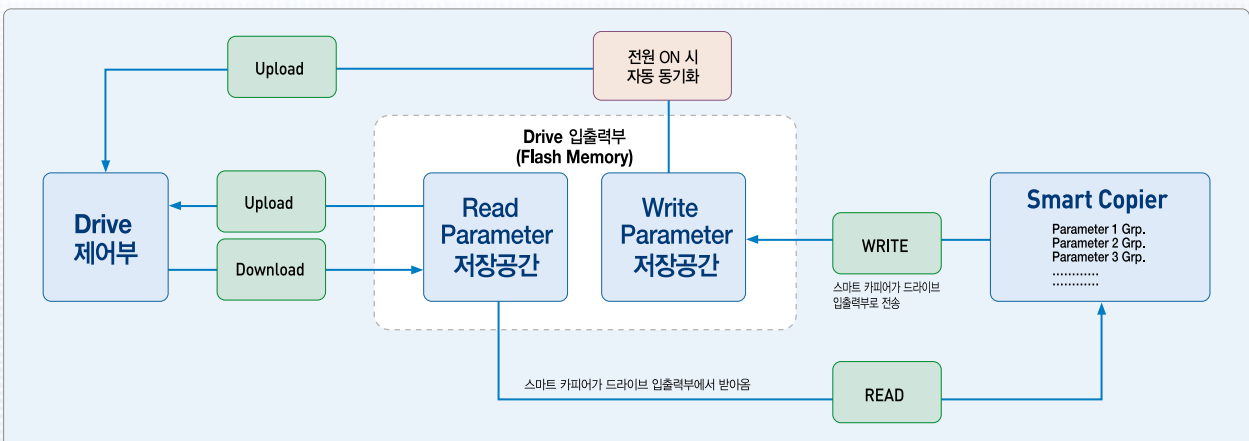 Upload
전원 ON 시
자동 동기화
Drive 입출력부
(Flash Memory)
Drive
제어부
Upload
Download
Read
Parameter
저장공간
Write
Parameter
저장공간
WRITE
스마트 카피어가 드라이브
입출력부로 전송
Smart Copier
Parameter 1 Grp.
Parameter 2 Grp.
Parameter 3 Grp.
............
............
스마트 카피어가 드라이브 입출력부에서 받아옴
READ